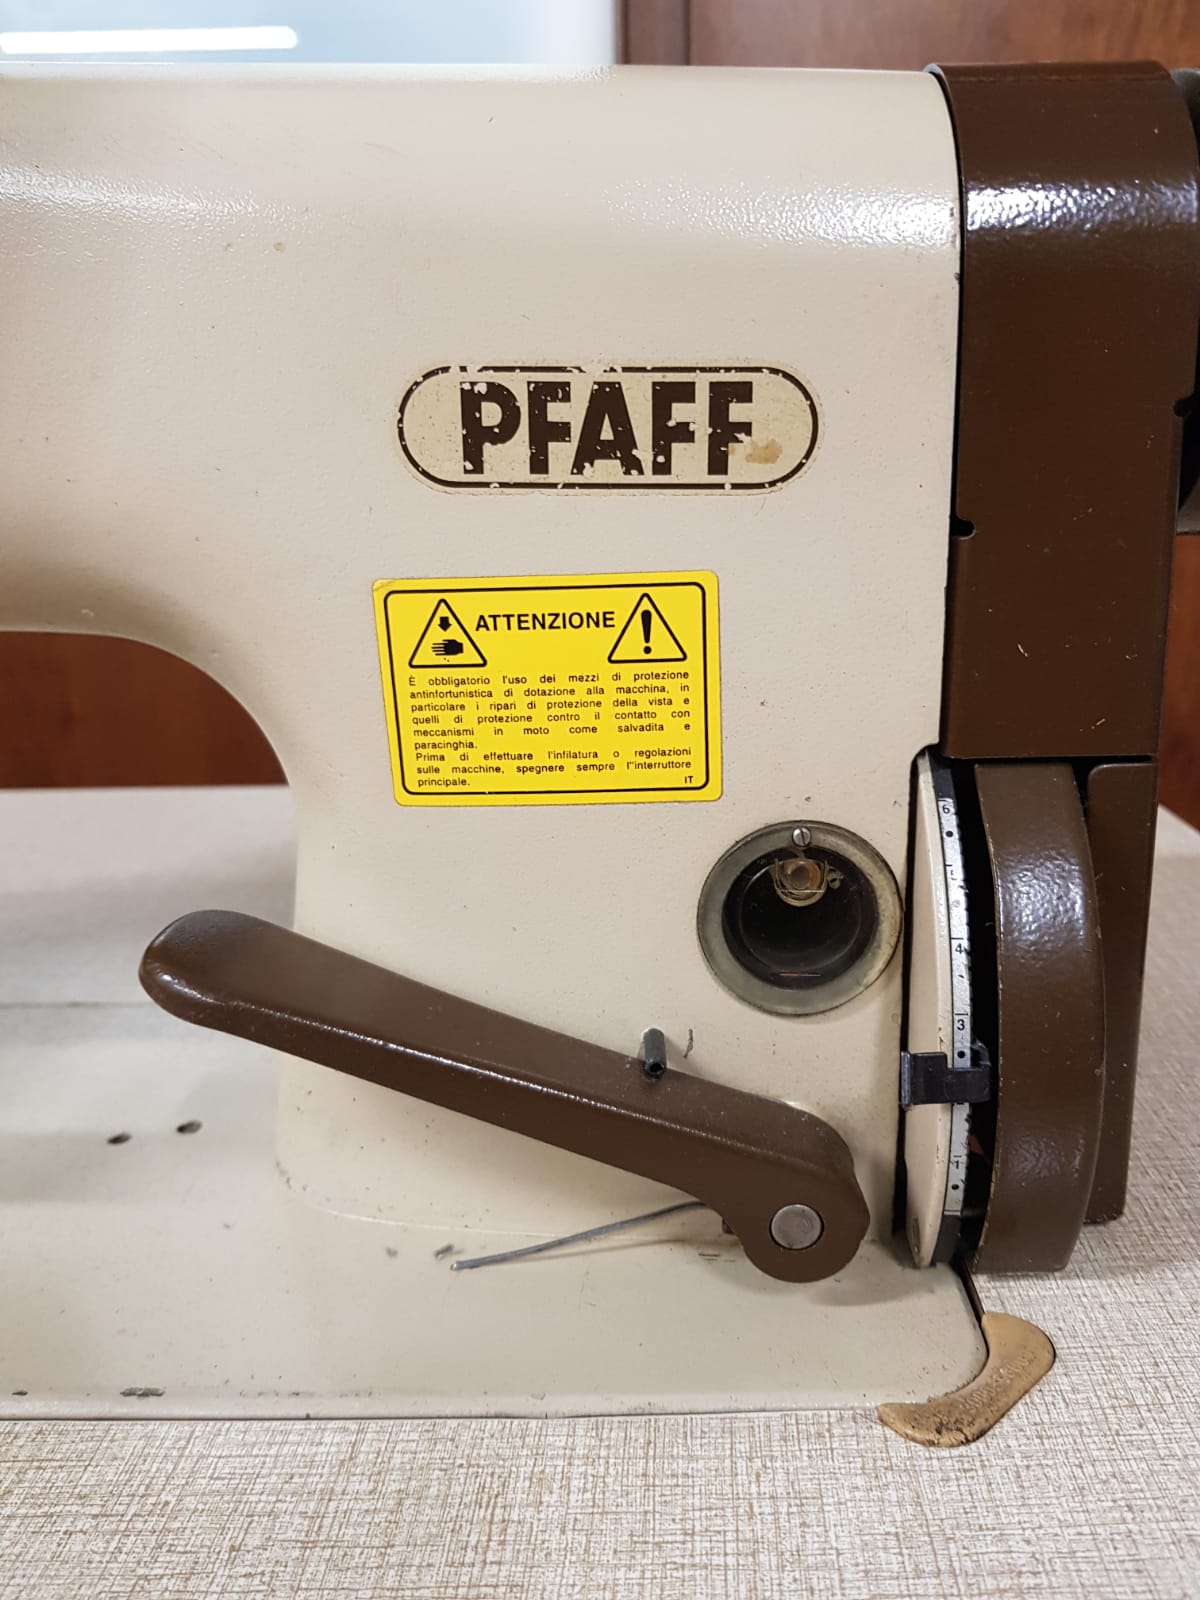 PFAFF
ATTENZIONE
È obbligatorio l'uso dei mezzi di protezione
antinfortunistica di dotazione alla macchina, in
particolare i ripari di protezione della vista e
quelli di protezione contro il contatto con
meccanismi in moto come salvadita e
paracinghia.
Prima di effettuare l'infilatura o regolazioni
sulle macchine, spegnere sempre l''interruttore
principale.
IT
6
4
3
1